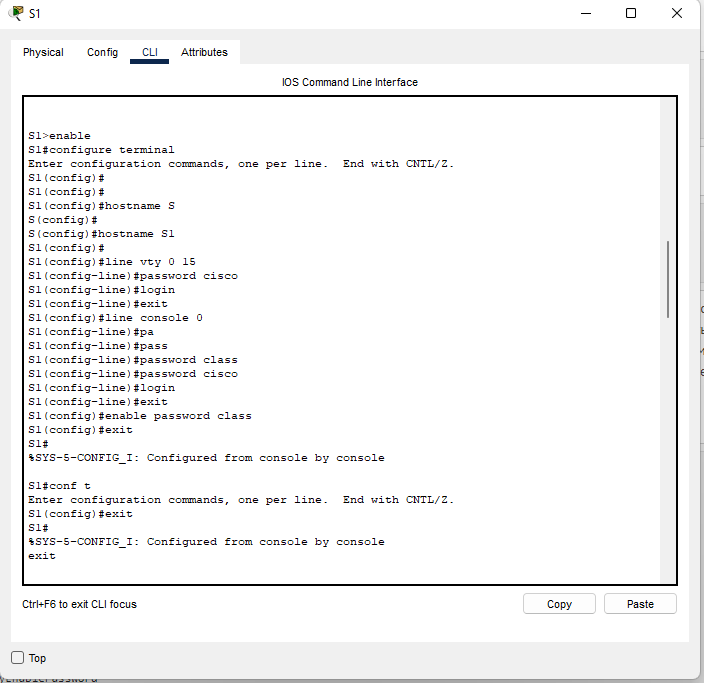 S1
Physical Config CLI Attributes
IOS Command Line Interface
S1>enable
S1#configure terminal
Enter configuration commands, one per line.  End with CNTL/Z.
S1(config)#
S1(config)#
S1(config)#hostname S
S(config)#
S(config)#hostname S1
S1(config)#
S1(config)#line vty 0 15
S1(config-line)#password cisco
S1(config-line)#login
S1(config-line)#exit
S1(config)#line console 0
S1(config-line)#pa
S1(config-line)#pass
S1(config-line)#password class
S1(config-line)#password cisco
S1(config-line)#login
S1(config-line)#exit
S1(config)#enable password class
S1(config)#exit
S1#
%SYS-5-CONFIG_I: Configured from console by console
S1#conf t
Enter configuration commands, one per line.  End with CNTL/Z.
S1(config)#exit
S1#
%SYS-5-CONFIG_I: Configured from console by console
exit
Ctrl+F6 to exit CLI focus
Copy Paste
Top